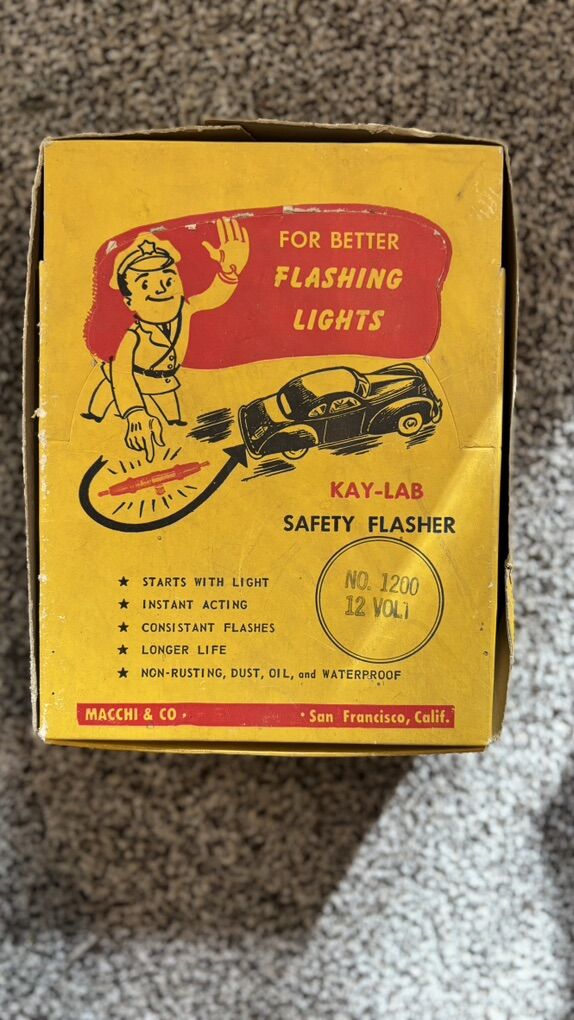 FOR BETTER
FLASHING
LIGHTS
KAY-LAB
SAFETY FLASHER
NO. 1200
12 VOLT
★ STARTS WITH LIGHT
★ INSTANT ACTING
★ CONSISTANT FLASHES
★ LONGER LIFE
★ NON-RUSTING, DUST, OIL, and WATERPROOF
MACCHI & CO • • San Francisco, Calif.